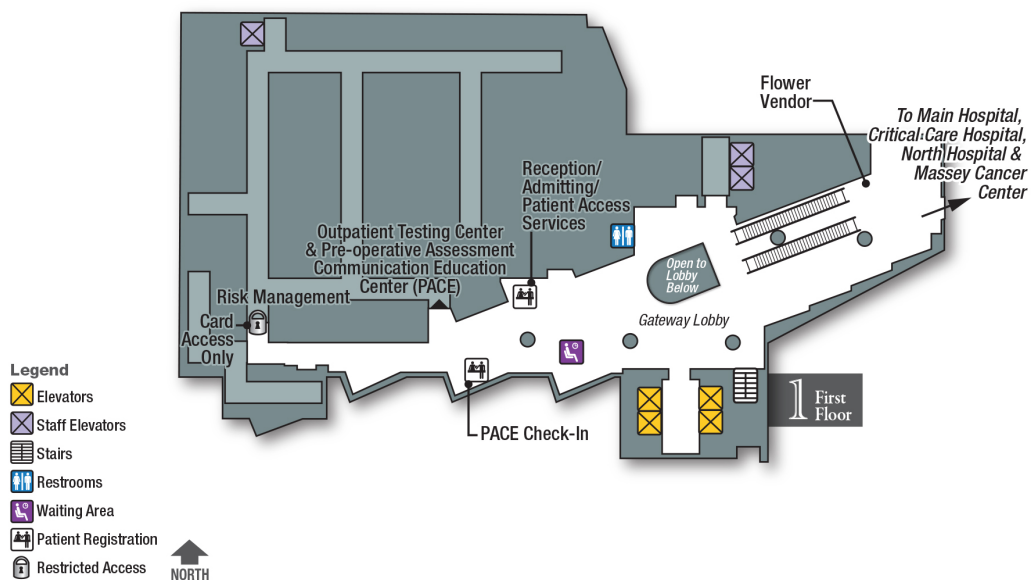 Flower
Vendor
To Main Hospital,
Critical Care Hospital,
North Hospital &
Massey Cancer
Center
Reception/
Admitting/
Patient Access
Services
Outpatient Testing Center
& Pre-operative Assessment
Communication Education
Center (PACE)
Open to
Lobby
Below
Risk Management
Card
Access
Only
Gateway Lobby
PACE Check-In
1 First
Floor
Legend
Elevators
Staff Elevators
Stairs
Restrooms
Waiting Area
Patient Registration
Restricted Access
NORTH